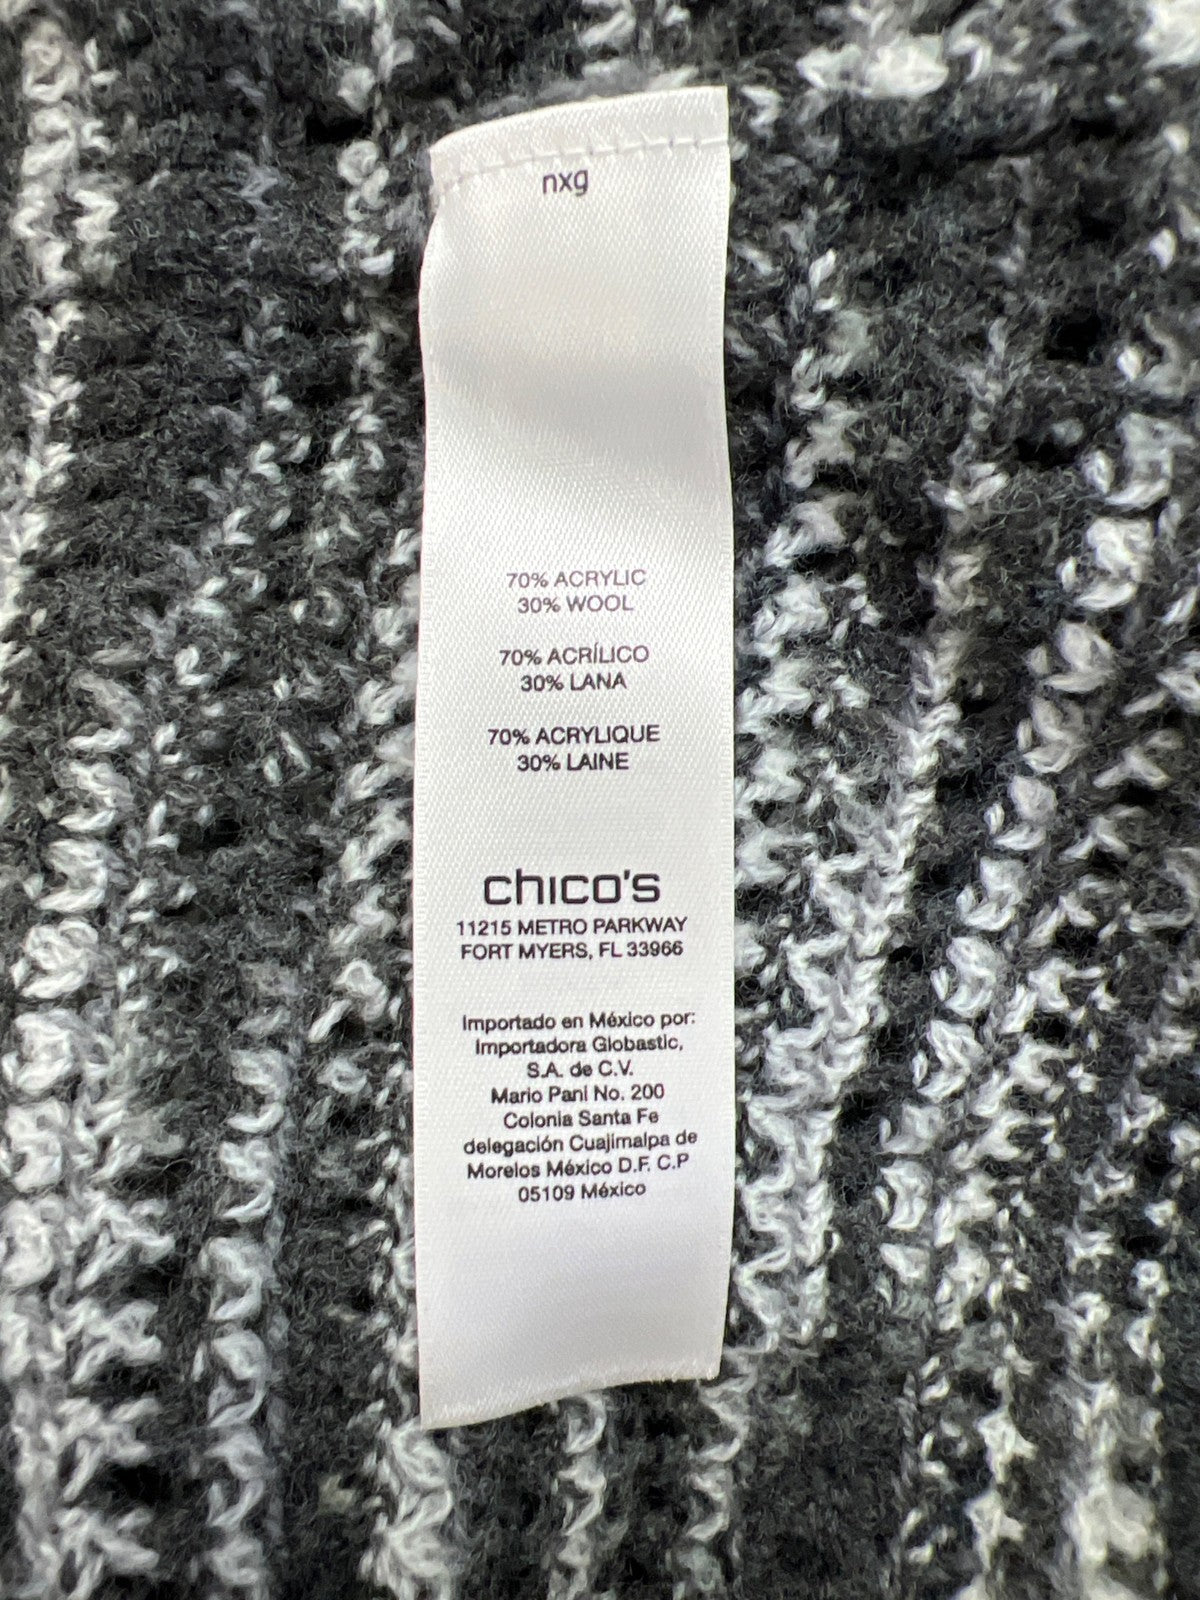 nxg
70% ACRYLIC
30% WOOL
70% ACRÍLICO
30% LANA
70% ACRYLIQUE
30% LAINE
chico's
11215 METRO PARKWAY
FORT MYERS, FL 33966
Importado en México por:
Importadora Globastic,
S.A. de C.V.
Mario Pani No. 200
Colonia Santa Fe
delegación Cuajimalpa de
Morelos México D.F. C.P
05109 México